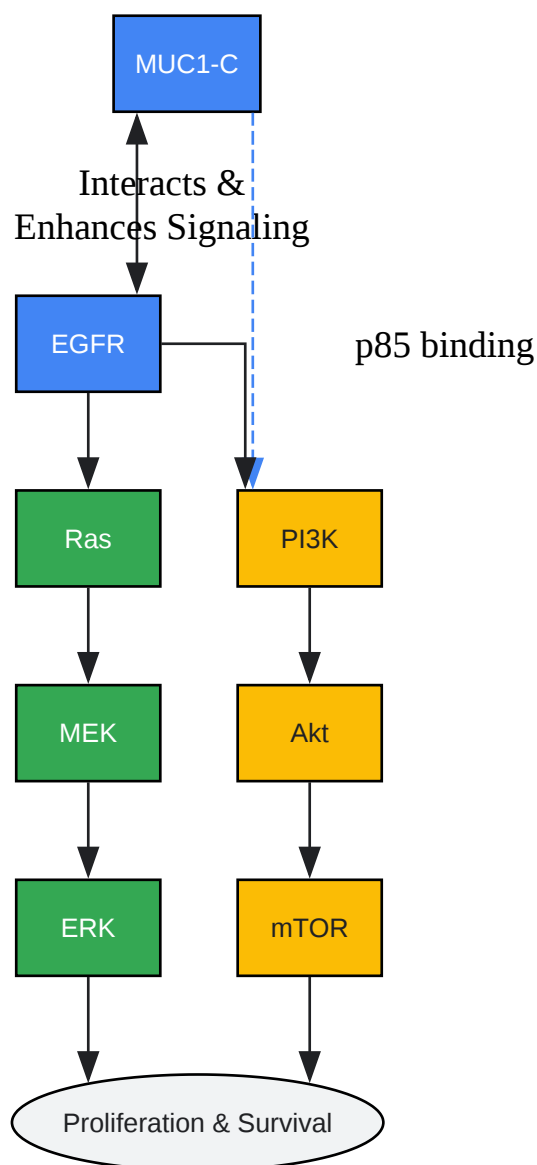 MUC1-C
Interacts &
Enhances Signaling
EGFR
p85 binding
Ras
PI3K
MEK
Akt
ERK
mTOR
Proliferation & Survival